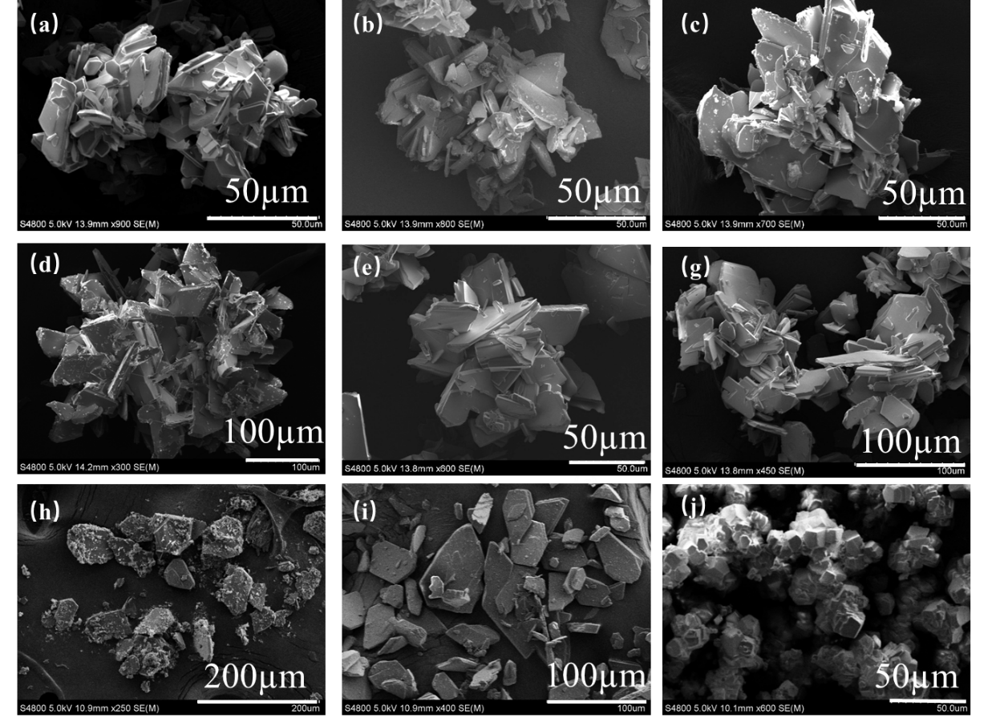 (a)
50μm
S4800 5.0kV 13.9mm x900 SE(M) 50.0um
(b)
50μm
S4800 5.0kV 13.9mm x800 SE(M) 50.0um
(c)
50μm
S4800 5.0kV 13.9mm x700 SE(M) 50.0um
(d)
100μm
S4800 5.0kV 14.2mm x300 SE(M) 100um
(e)
50μm
S4800 5.0kV 13.8mm x600 SE(M) 50.0um
(g)
100μm
S4800 5.0kV 13.8mm x450 SE(M) 100um
(h)
200μm
S4800 5.0kV 10.9mm x250 SE(M) 200um
(i)
100μm
S4800 5.0kV 10.9mm x400 SE(M) 100um
(j)
50μm
S4800 5.0kV 10.1mm x600 SE(M) 50.0um